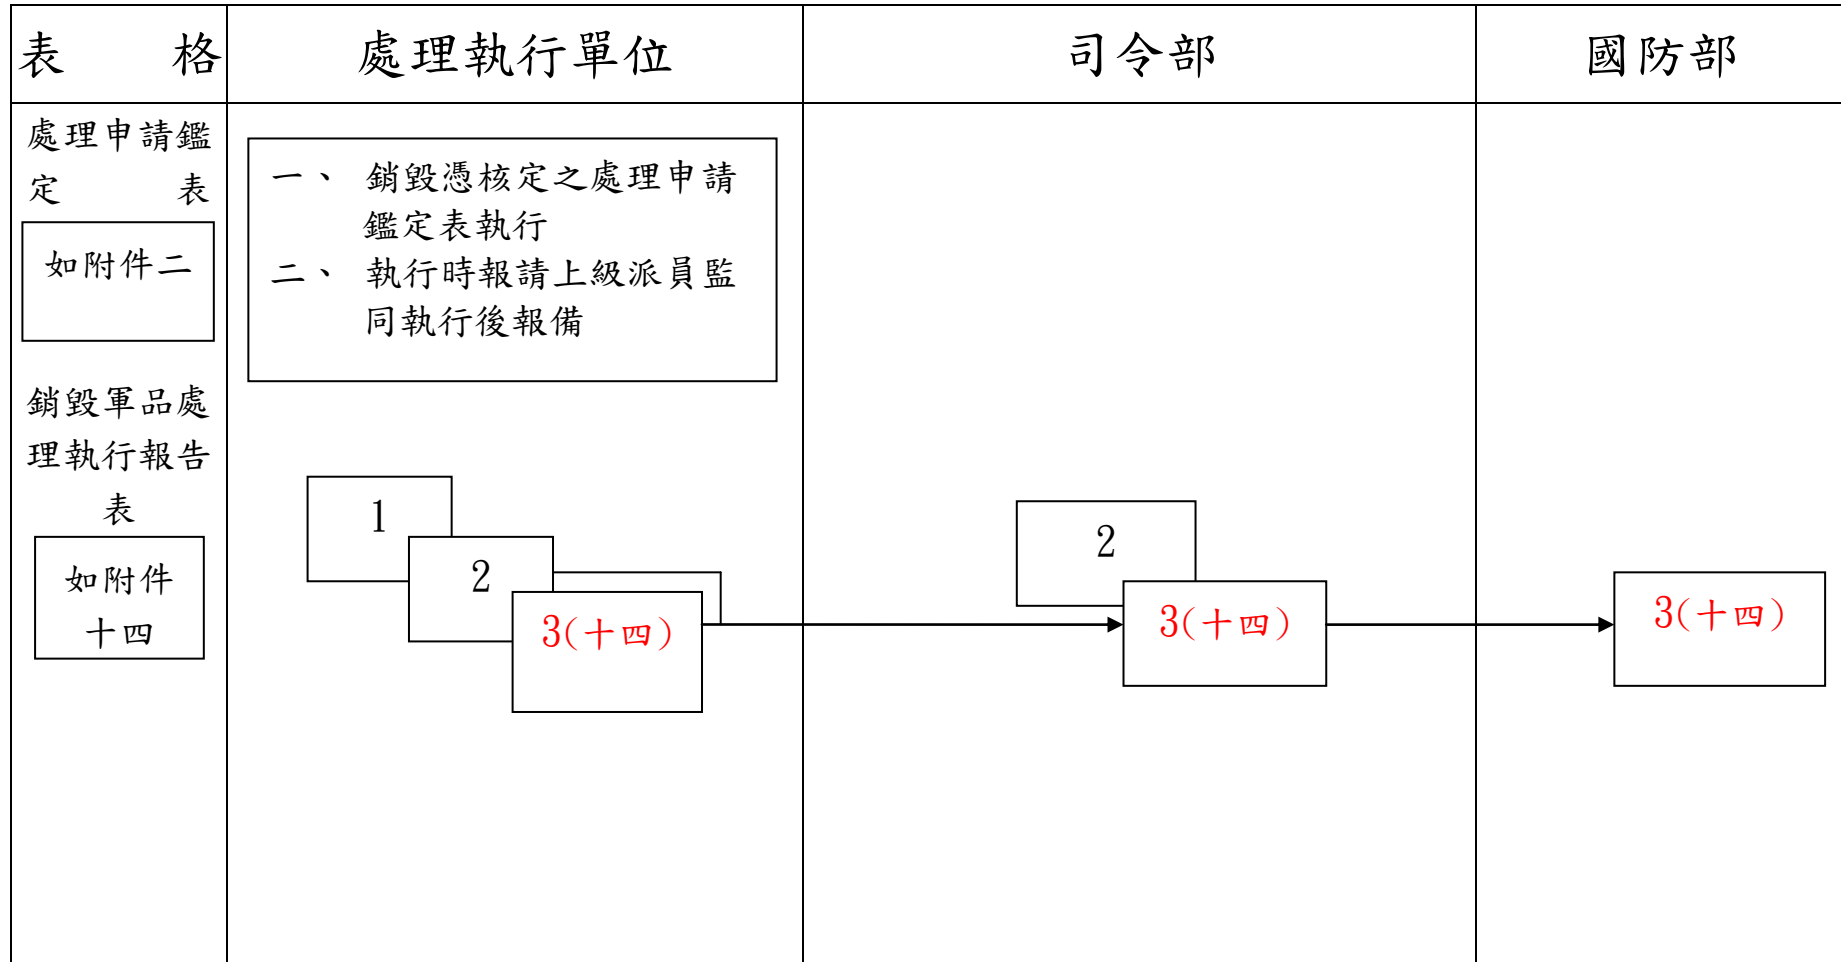 表 格
處理執行單位
司令部
國防部
處理申請鑑
定 表
如附件二
銷毀軍品處
理執行報告
表
如附件
十四
一、 銷毀憑核定之處理申請
鑑定表執行
二、 執行時報請上級派員監
同執行後報備
1
2
3(十四)
2
3(十四)
3(十四)